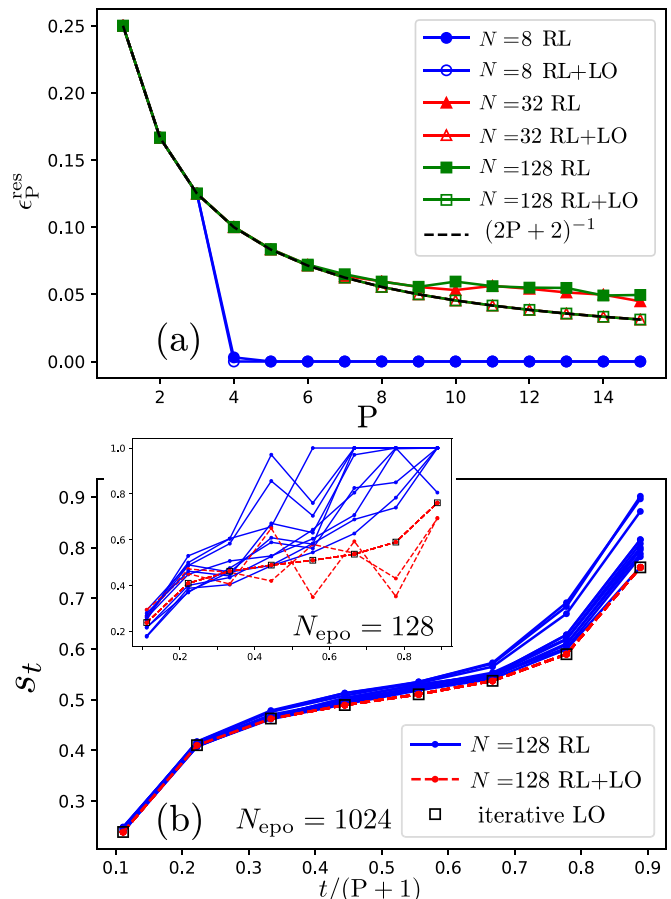 0.25
0.20
0.15
0.10
0.05
0.00
ϵ_P^res
N = 8 RL
N = 8 RL+LO
N = 32 RL
N = 32 RL+LO
N = 128 RL
N = 128 RL+LO
(2P + 2)^{-1}
(a)
2 4 6 8 10 12 14
P
1.0
0.8
0.6
0.4
0.2
0.2 0.4 0.6 0.8
N_epo = 128
0.9
0.8
0.7
0.6
0.5
0.4
0.3
s_t
N = 128 RL
N = 128 RL+LO
iterative LO
(b) N_epo = 1024
0.1 0.2 0.3 0.4 0.5 0.6 0.7 0.8 0.9
t/(P + 1)